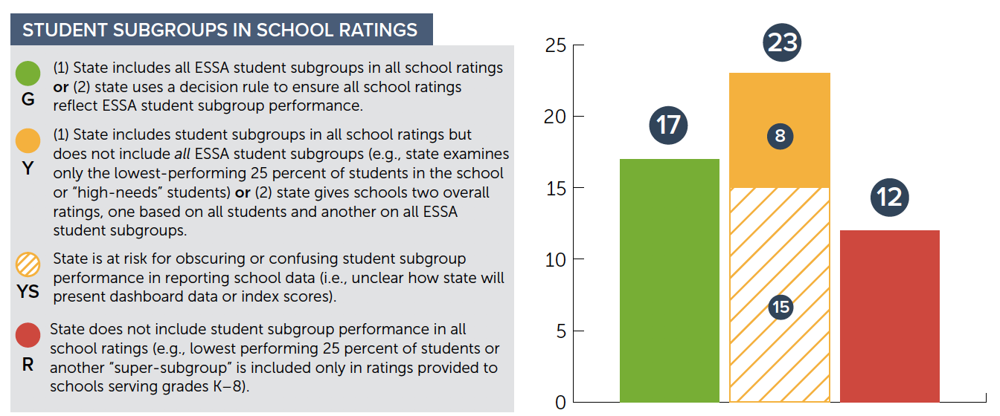 STUDENT SUBGROUPS IN SCHOOL RATINGS
G
(1) State includes all ESSA student subgroups in all school ratings
or (2) state uses a decision rule to ensure all school ratings
reflect ESSA student subgroup performance.
Y
(1) State includes student subgroups in all school ratings but
does not include all ESSA student subgroups (e.g., state examines
only the lowest-performing 25 percent of students in the school
or “high-needs” students) or (2) state gives schools two overall
ratings, one based on all students and another on all ESSA
student subgroups.
YS
State is at risk for obscuring or confusing student subgroup
performance in reporting school data (i.e., unclear how state will
present dashboard data or index scores).
R
State does not include student subgroup performance in all
school ratings (e.g., lowest performing 25 percent of students or
another “super-subgroup” is included only in ratings provided to
schools serving grades K–8).
25
20
15
10
5
0
17
23
8
15
12